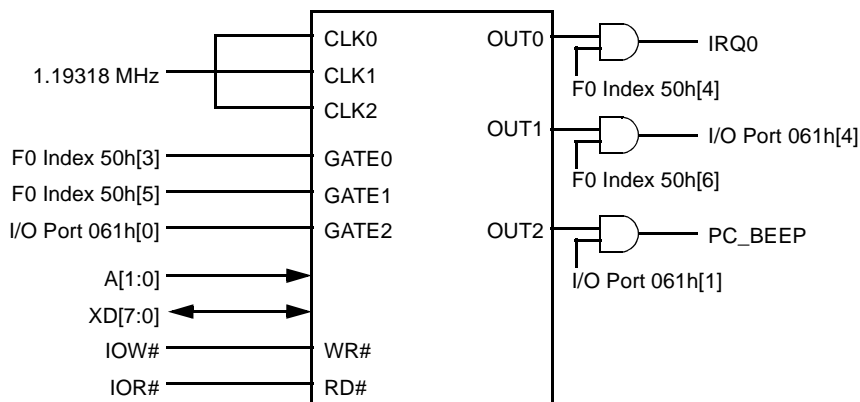 CLK0
OUT0
IRQ0
1.19318 MHz
CLK1
F0 Index 50h[4]
CLK2
OUT1
I/O Port 061h[4]
F0 Index 50h[3]
GATE0
F0 Index 50h[6]
F0 Index 50h[5]
GATE1
I/O Port 061h[0]
GATE2
OUT2
PC_BEEP
A[1:0]
I/O Port 061h[1]
XD[7:0]
IOW#
WR#
IOR#
RD#